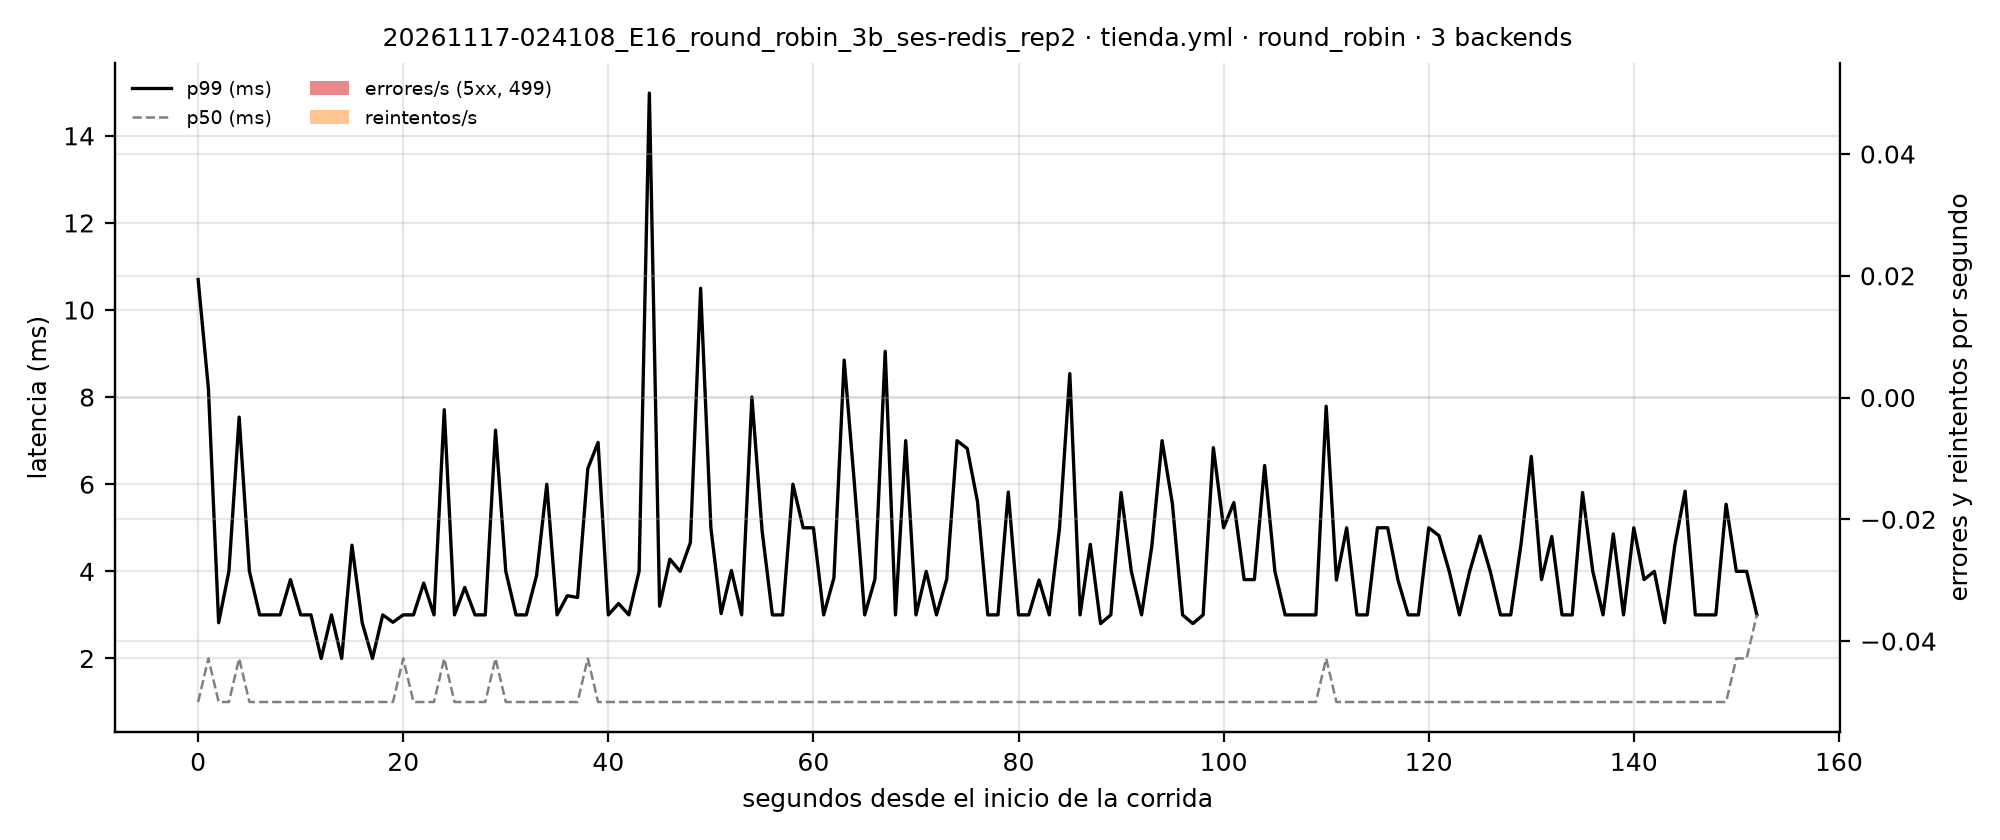 20261117-024108_E16_round_robin_3b_ses-redis_rep2 · tienda.yml · round_robin · 3 backends
p99 (ms)
p50 (ms)
errores/s (5xx, 499)
reintentos/s
latencia (ms)
14
12
10
8
6
4
2
0.04
0.02
0.00
−0.02
−0.04
errores y reintentos por segundo
0 20 40 60 80 100 120 140 160
segundos desde el inicio de la corrida